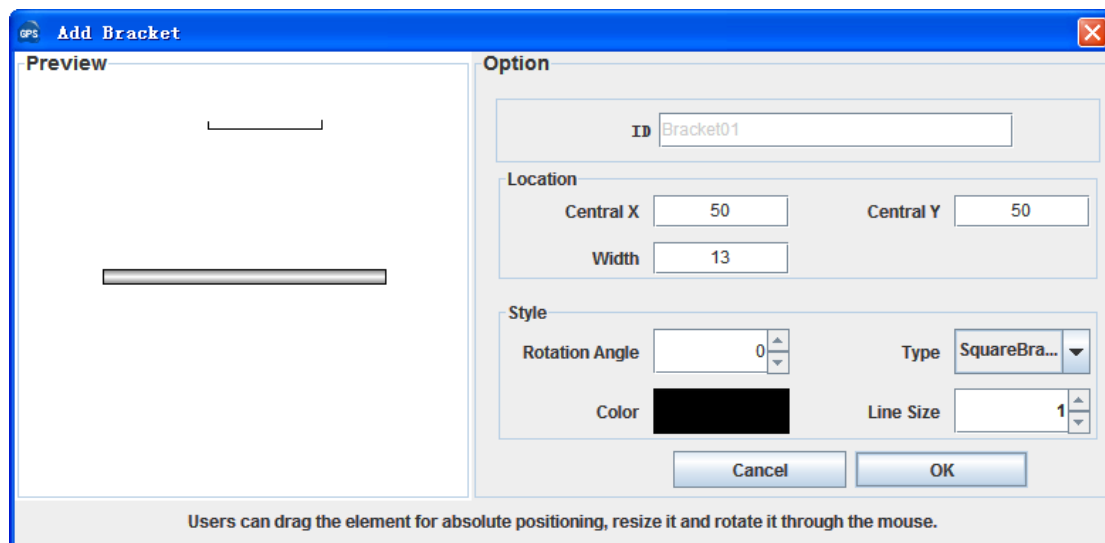 GPS Add Bracket
Preview
Option
ID Bracket01
Location
Central X 50 Central Y 50
Width 13
Style
Rotation Angle 0 Type SquareBra...
Color Line Size 1
Cancel OK
Users can drag the element for absolute positioning, resize it and rotate it through the mouse.